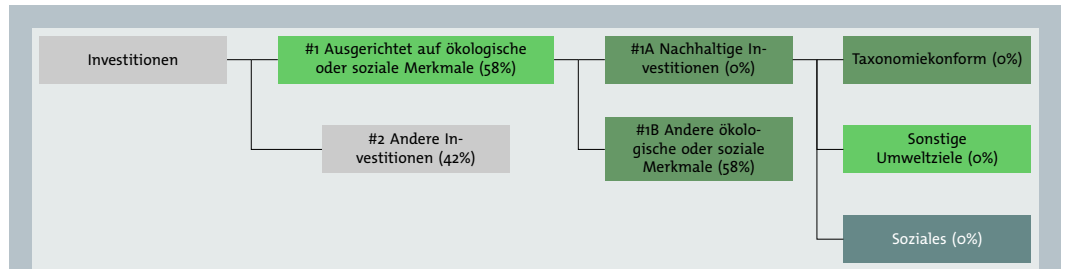 Investitionen
#1 Ausgerichtet auf ökologische
oder soziale Merkmale (58%)
#1A Nachhaltige In-
vestitionen (0%)
Taxonomiekonform (0%)
#2 Andere In-
vestitionen (42%)
#1B Andere ökolo-
gische oder soziale
Merkmale (58%)
Sonstige
Umweltziele (0%)
Soziales (0%)